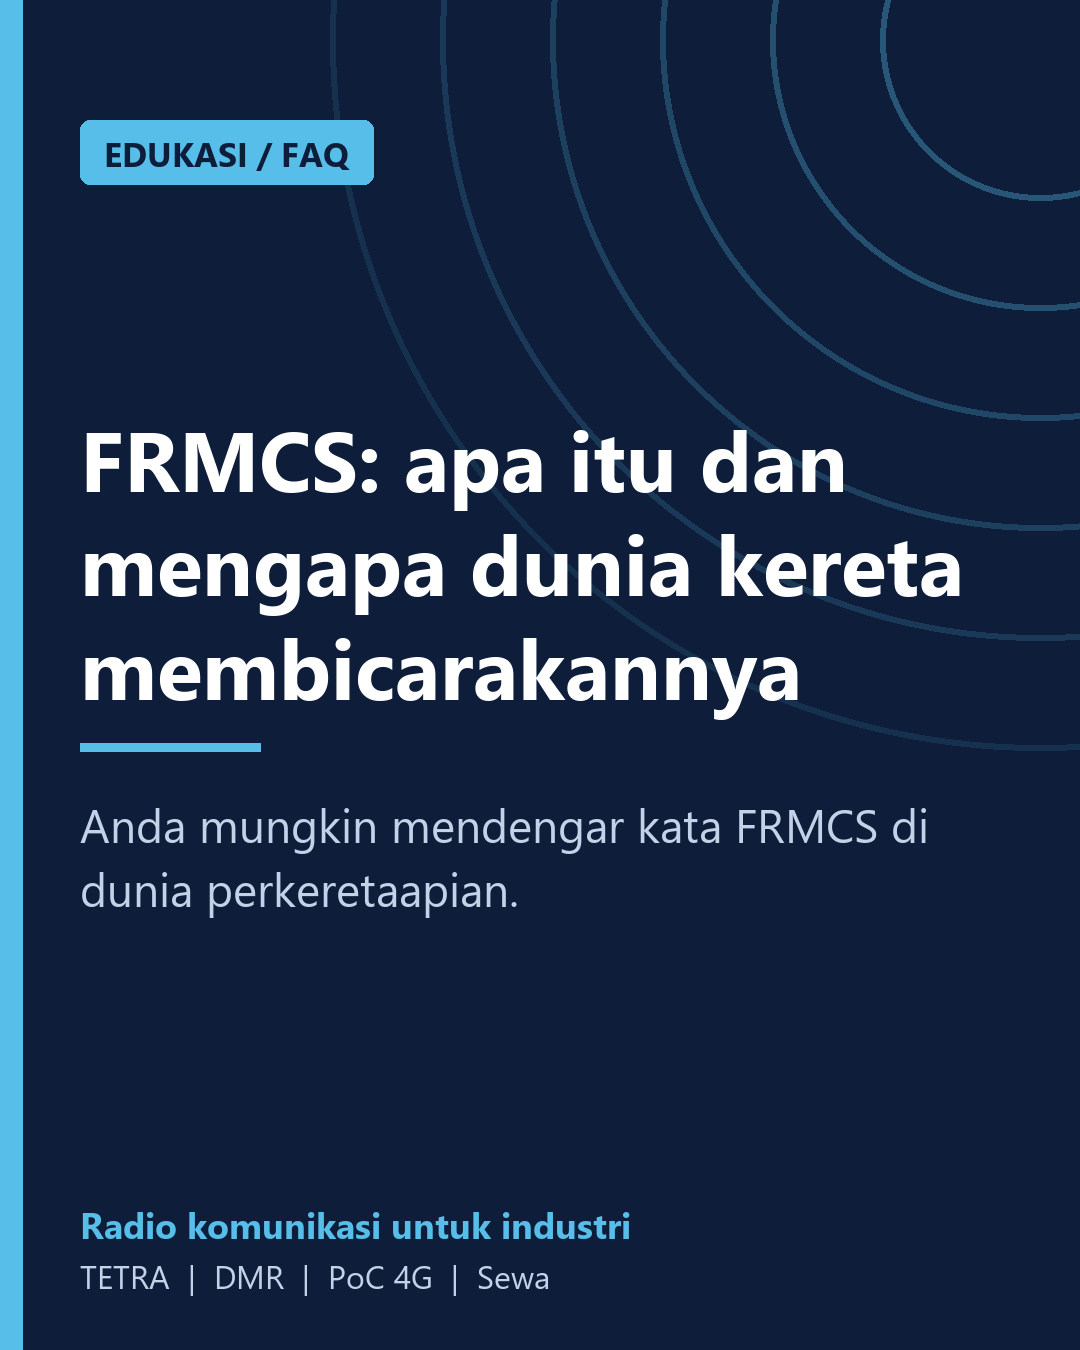 EDUKASI / FAQ
FRMCS: apa itu dan
mengapa dunia kereta
membicarakannya
Anda mungkin mendengar kata FRMCS di
dunia perkeretaapian.
Radio komunikasi untuk industri
TETRA | DMR | PoC 4G | Sewa